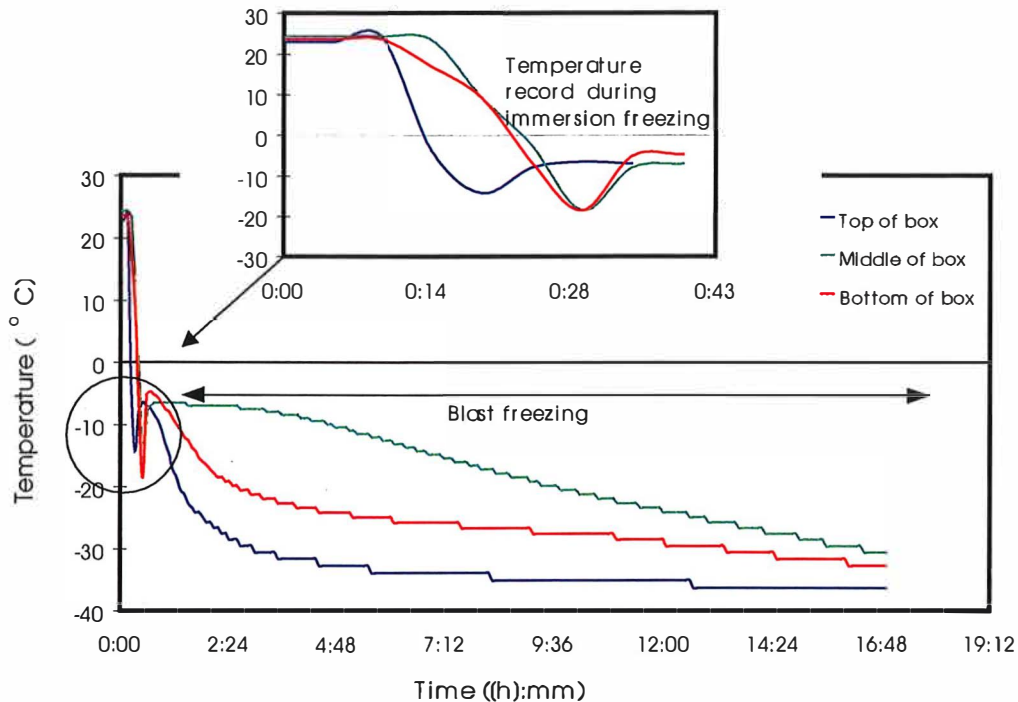 30
20
10
0
-10
-20
-30
Temperature
record during
immersion freezing
0:00 0:14 0:28 0:43
30
20
10
0
-10
-20
-30
-40
Temperature ( ° C)
Top of box
Middle of box
Bottom of box
Blast freezing
0:00 2:24 4:48 7:12 9:36 12:00 14:24 16:48 19:12
Time ((h):mm)